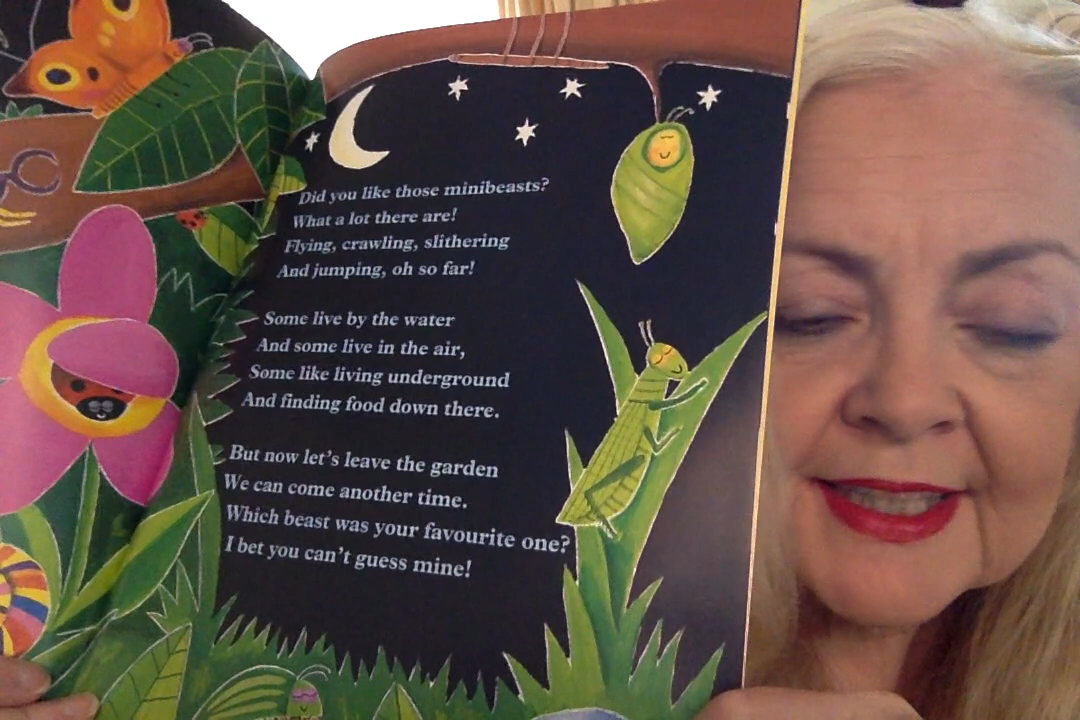 Did you like those minibeasts?
What a lot there are!
Flying, crawling, slithering
And jumping, oh so far!
Some live by the water
And some live in the air,
Some like living underground
And finding food down there.
But now let's leave the garden
We can come another time.
Which beast was your favourite one?
I bet you can't guess mine!